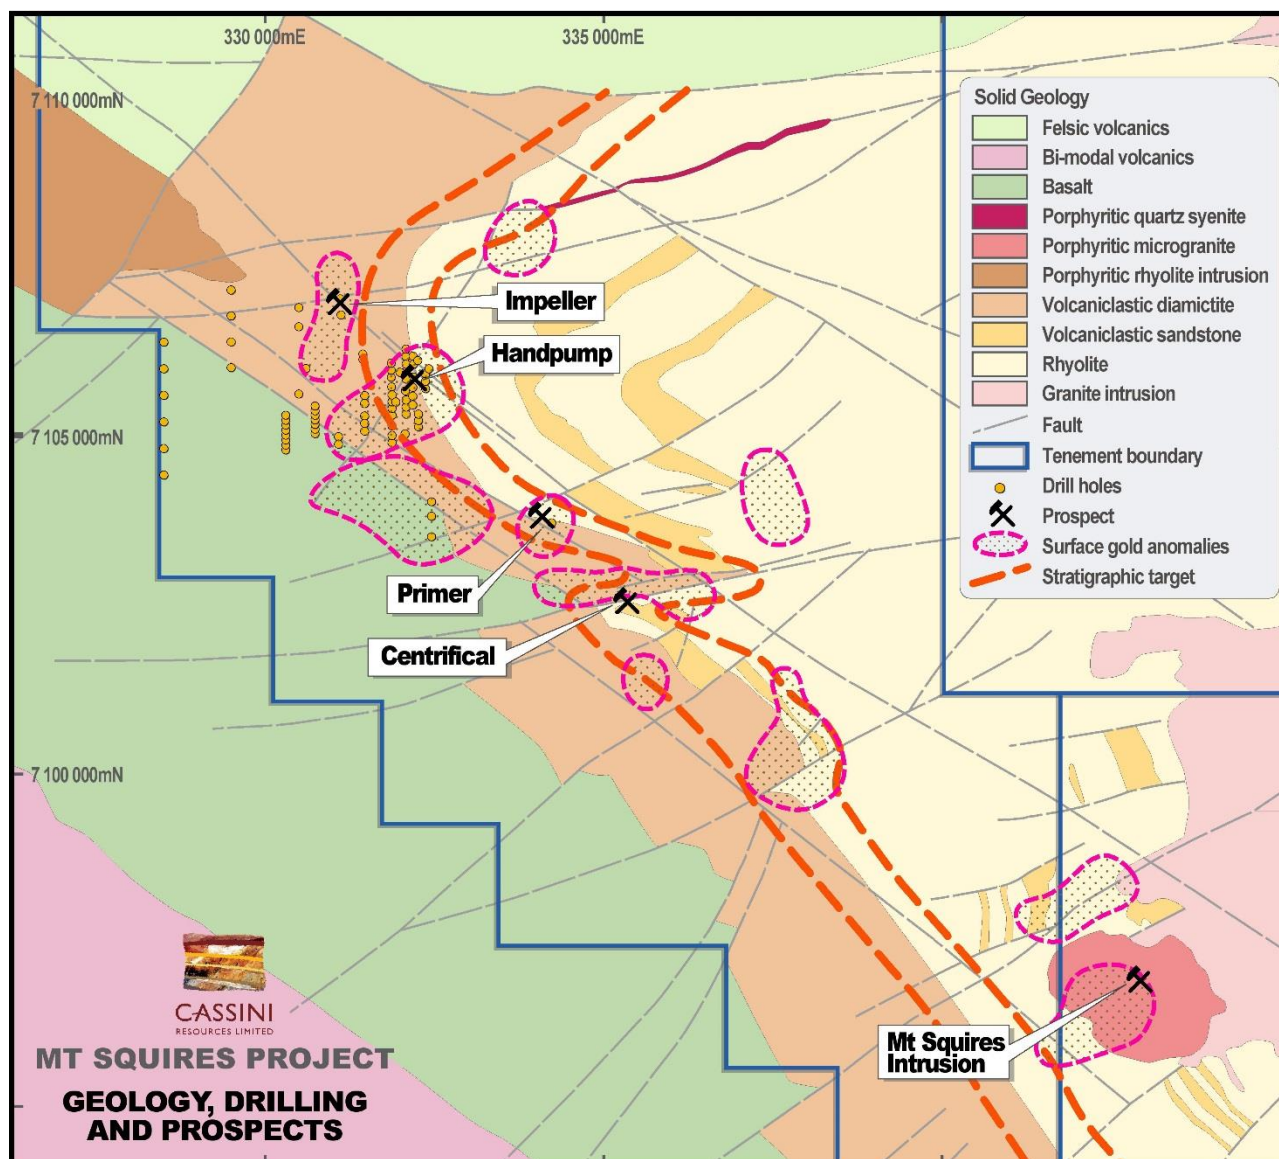 330 000mE
335 000mE
7 110 000mN
Solid Geology
Felsic volcanics
Bi-modal volcanics
Basalt
Porphyritic quartz syenite
Porphyritic microgranite
Porphyritic rhyolite intrusion
Volcaniclastic diamictite
Volcaniclastic sandstone
Rhyolite
Granite intrusion
Fault
Tenement boundary
Drill holes
Prospect
Surface gold anomalies
Stratigraphic target
Impeller
Handpump
7 105 000mN
Primer
Centrifical
7 100 000mN
Mt Squires
Intrusion
CASSINI
RESOURCES LIMITED
MT SQUIRES PROJECT
GEOLOGY, DRILLING
AND PROSPECTS